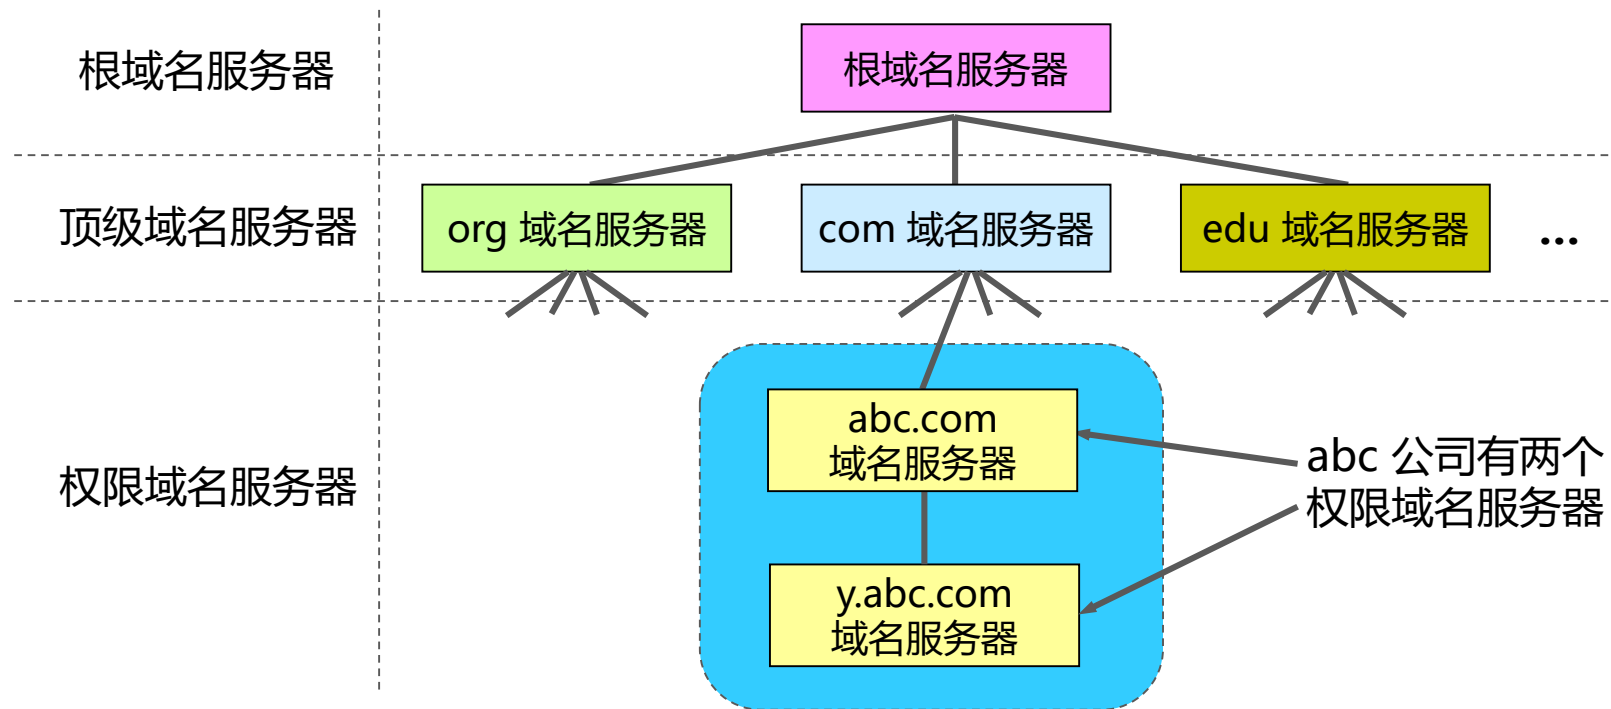 根域名服务器
根域名服务器
顶级域名服务器
org 域名服务器
com 域名服务器
edu 域名服务器
...
权限域名服务器
abc.com
域名服务器
y.abc.com
域名服务器
abc 公司有两个
权限域名服务器